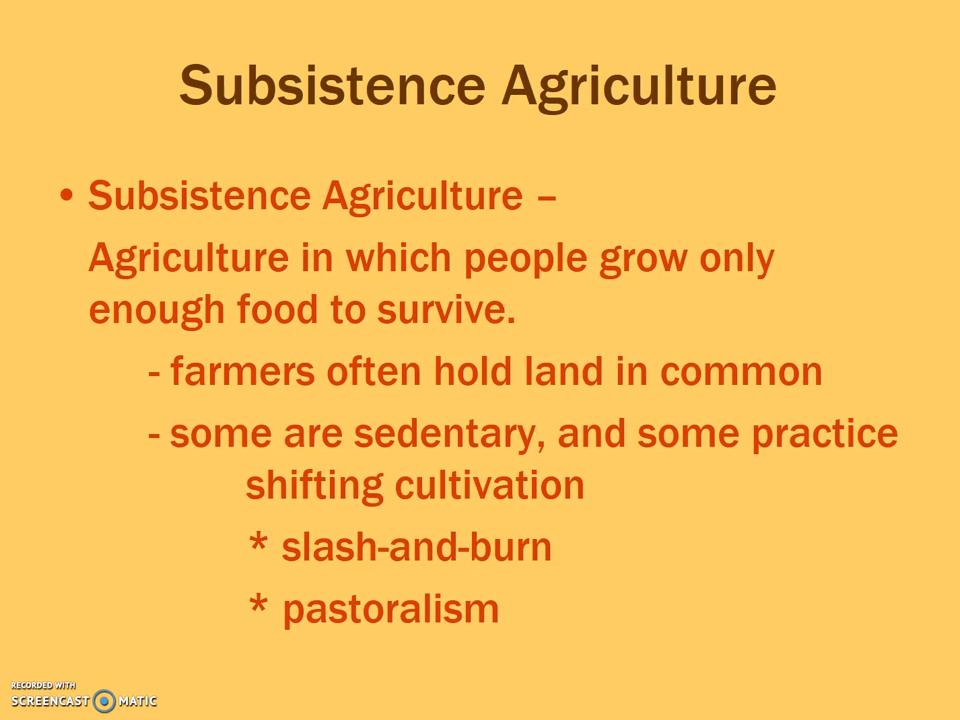 Subsistence Agriculture
• Subsistence Agriculture –
Agriculture in which people grow only
enough food to survive.
- farmers often hold land in common
- some are sedentary, and some practice
shifting cultivation
* slash-and-burn
* pastoralism
RECORDED WITH
SCREENCAST MATIC